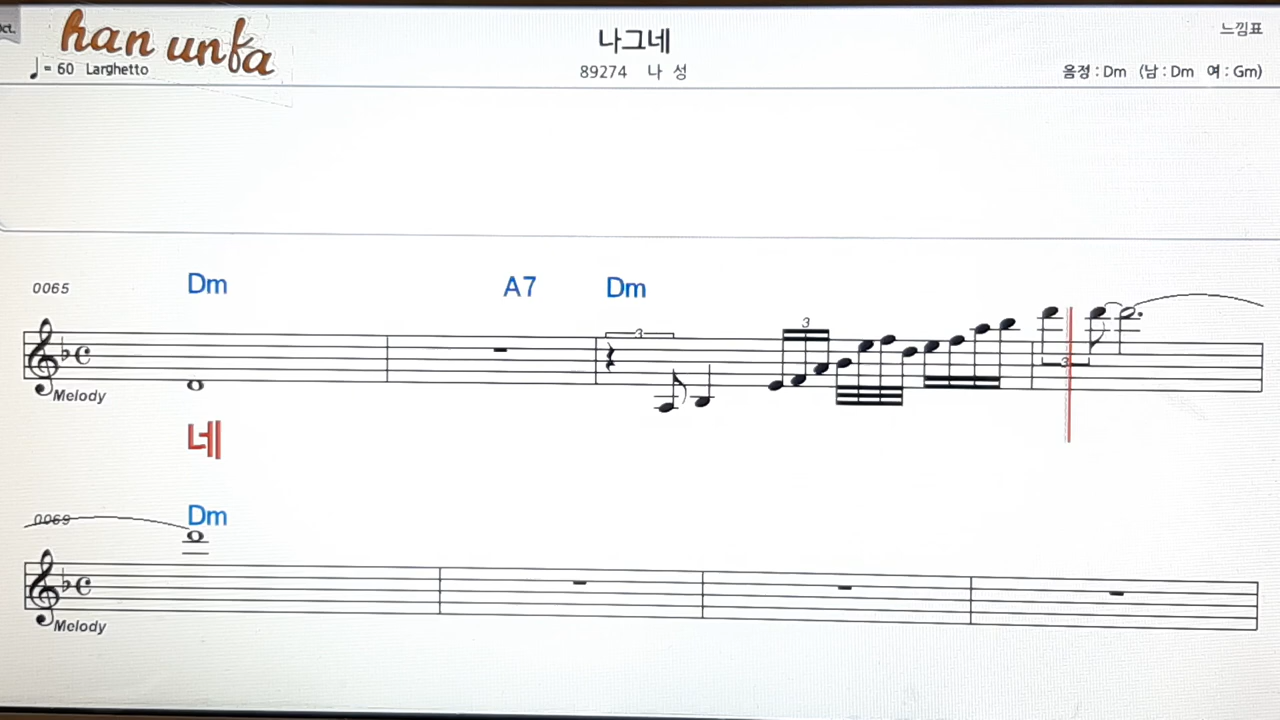 han unfa
♩= 60 Larghetto
나그네
89274 나 성
느낌표
음정 : Dm (남 : Dm 여 : Gm)
0065 Dm A7 Dm
3 3 3
Melody
네
0069 Dm
Melody